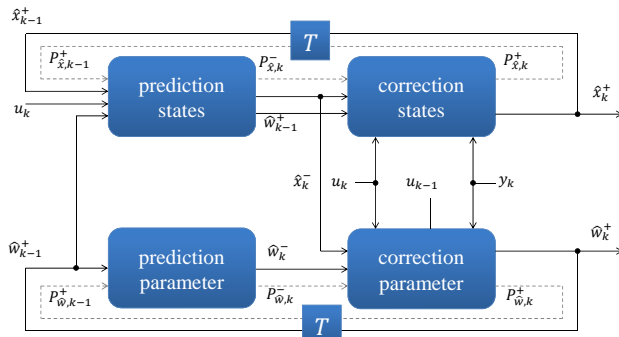 x̂⁺ₖ₋₁
T
P⁺x̂,k−1
P⁻x̂,k
P⁺x̂,k
prediction
states
correction
states
uₖ
ŵ⁺ₖ₋₁
x̂⁺ₖ
x̂⁻ₖ
uₖ
uₖ₋₁
yₖ
ŵ⁺ₖ₋₁
prediction
parameter
ŵ⁻ₖ
correction
parameter
ŵ⁺ₖ
P⁺ŵ,k−1
P⁻ŵ,k
P⁺ŵ,k
T